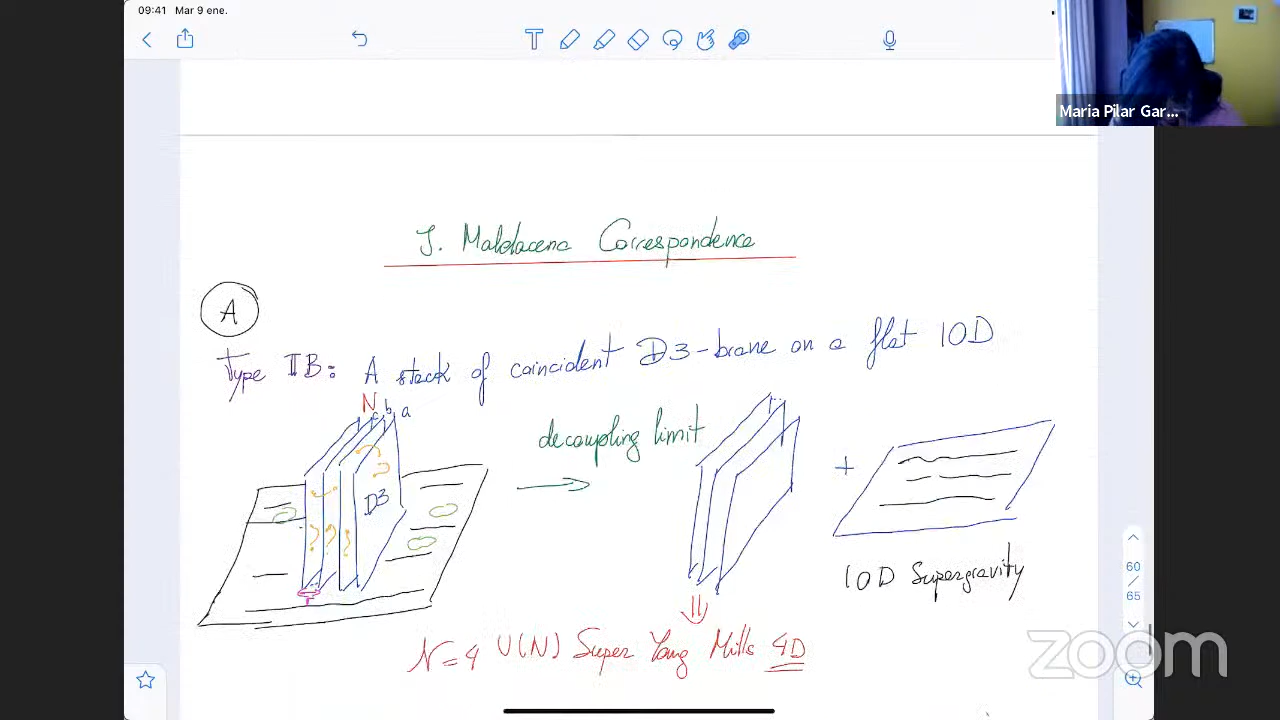 09:41 Mar 9 ene.
Maria Pilar Gar...
J. Maldacena Correspondence
A
Type IIB: A stack of coincident D3-brane on a flat 10D
N
c b a
decoupling limit
D3
+
10D Supergravity
N=4 U(N) Super Yang Mills 4D
60
/
65
zoom